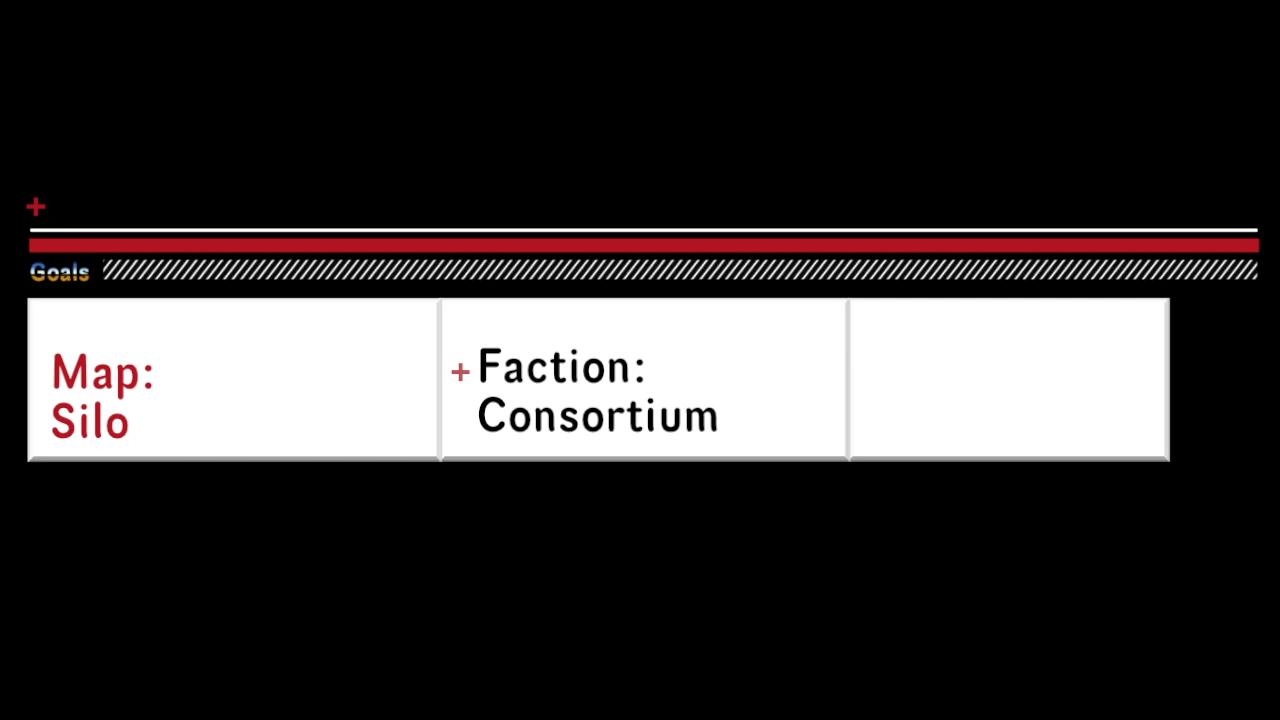 +
Goals
Map:
Silo
+ Faction:
Consortium